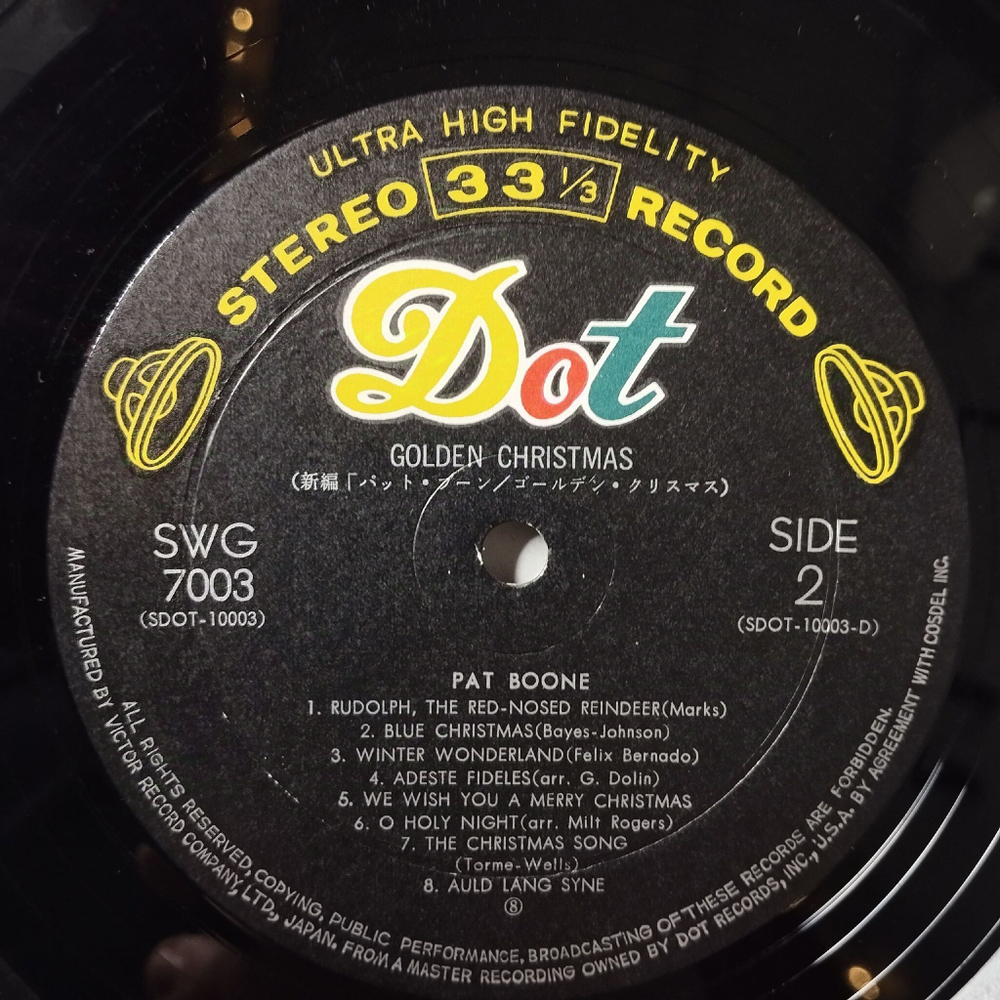 ULTRA HIGH FIDELITY
STEREO 33 1/3 RECORD
Dot
GOLDEN CHRISTMAS
(新編「パット・ブーン/ゴールデン・クリスマス)
SWG
7003
(SDOT-10003)
SIDE
2
(SDOT-10003-D)
PAT BOONE
1. RUDOLPH, THE RED-NOSED REINDEER(Marks)
2. BLUE CHRISTMAS(Bayes-Johnson)
3. WINTER WONDERLAND(Felix Bernado)
4. ADESTE FIDELES(arr. G. Dolin)
5. WE WISH YOU A MERRY CHRISTMAS
6. O HOLY NIGHT(arr. Milt Rogers)
7. THE CHRISTMAS SONG
(Torme-Wells)
8. AULD LANG SYNE
⑧
ALL RIGHTS RESERVED, COPYING, PUBLIC PERFORMANCE, BROADCASTING OF THESE RECORDS ARE FORBIDDEN.
MANUFACTURED BY VICTOR RECORD COMPANY, LTD., JAPAN. FROM A MASTER RECORDING OWNED BY DOT RECORDS, INC., U.S.A. BY AGREEMENT WITH COSDEL INC.